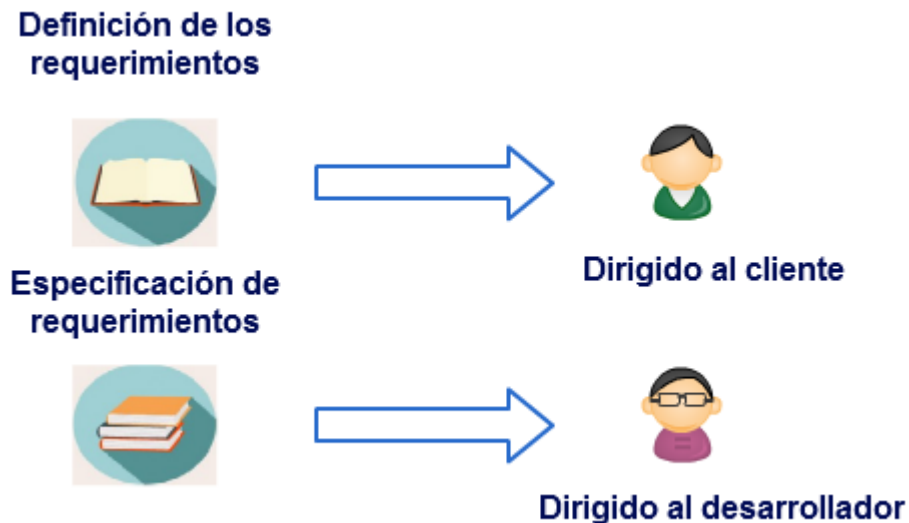 Definición de los
requerimientos
Dirigido al cliente
Especificación de
requerimientos
Dirigido al desarrollador